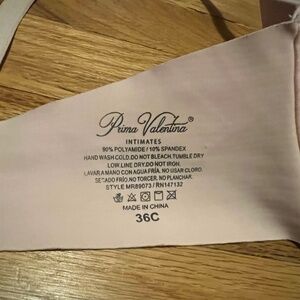 Prima Valentina®
INTIMATES
90% POLYAMIDE / 10% SPANDEX
HAND WASH COLD.DO NOT BLEACH.TUMBLE DRY
LOW.LINE DRY.DO NOT IRON.
LAVAR A MANO CON AGUA FRÍA. NO USAR CLORO.
SECADO FRÍO.NO TORCER. NO PLANCHAR.
STYLE MR89073 / RN147132
MADE IN CHINA
36C